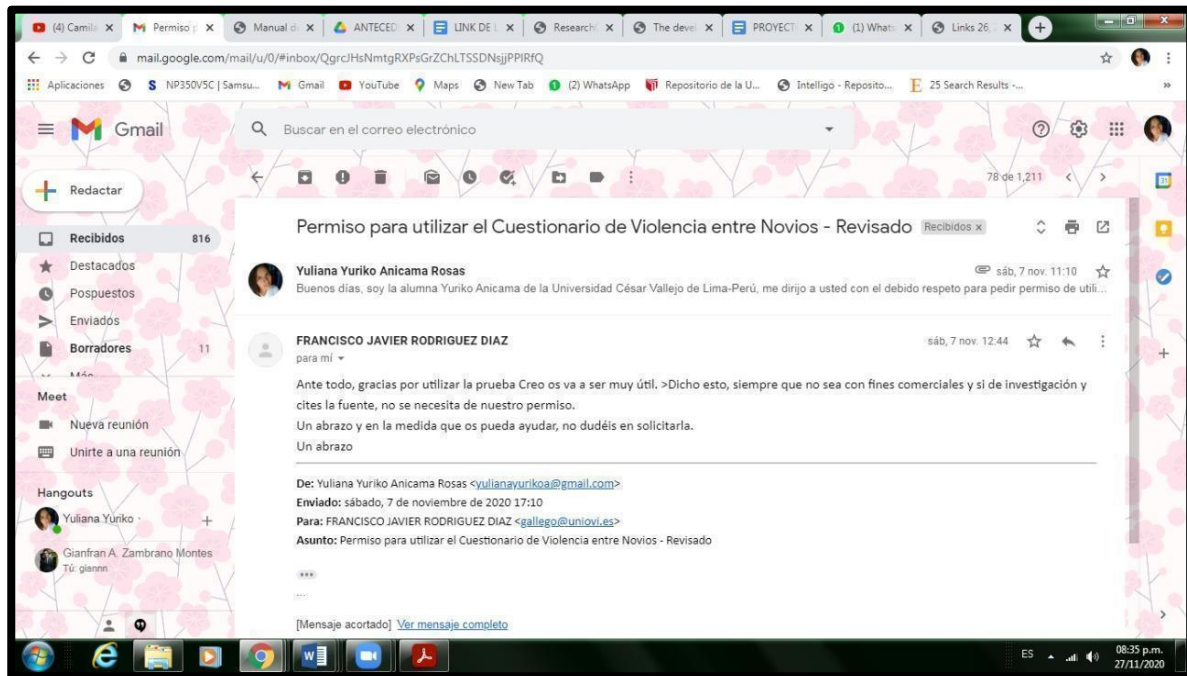 (4) Camila
Permiso p
Manual d
ANTECED
LINK DE L
Research
The devel
PROYECT
(1) Whats
Links 26,
mail.google.com/mail/u/0/#inbox/QgrcJHsNmtgRXPsGrZChLTSSDNsjjPPIRfQ
Aplicaciones
NP350V5C | Samsu...
Gmail
YouTube
Maps
New Tab
(2) WhatsApp
Repositorio de la U...
Intelligo - Reposito...
25 Search Results -...
»
Gmail
Buscar en el correo electrónico
Redactar
78 de 1,211
Recibidos 816
Destacados
Pospuestos
Enviados
Borradores 11
Más
Meet
Nueva reunión
Unirte a una reunión
Hangouts
Yuliana Yuriko
Gianfran A. Zambrano Montes
Tú: giannn
Permiso para utilizar el Cuestionario de Violencia entre Novios - Revisado Recibidos x
Yuliana Yuriko Anicama Rosas sáb, 7 nov. 11:10
Buenos días, soy la alumna Yuriko Anicama de la Universidad César Vallejo de Lima-Perú, me dirijo a usted con el debido respeto para pedir permiso de utili...
FRANCISCO JAVIER RODRIGUEZ DIAZ sáb, 7 nov. 12:44
para mí
Ante todo, gracias por utilizar la prueba Creo os va a ser muy útil. >Dicho esto, siempre que no sea con fines comerciales y si de investigación y
cites la fuente, no se necesita de nuestro permiso.
Un abrazo y en la medida que os pueda ayudar, no dudéis en solicitarla.
Un abrazo
De: Yuliana Yuriko Anicama Rosas <yulianayurikoa@gmail.com>
Enviado: sábado, 7 de noviembre de 2020 17:10
Para: FRANCISCO JAVIER RODRIGUEZ DIAZ <gallego@uniovi.es>
Asunto: Permiso para utilizar el Cuestionario de Violencia entre Novios - Revisado
...
....
[Mensaje acortado] Ver mensaje completo
ES
08:35 p.m.
27/11/2020